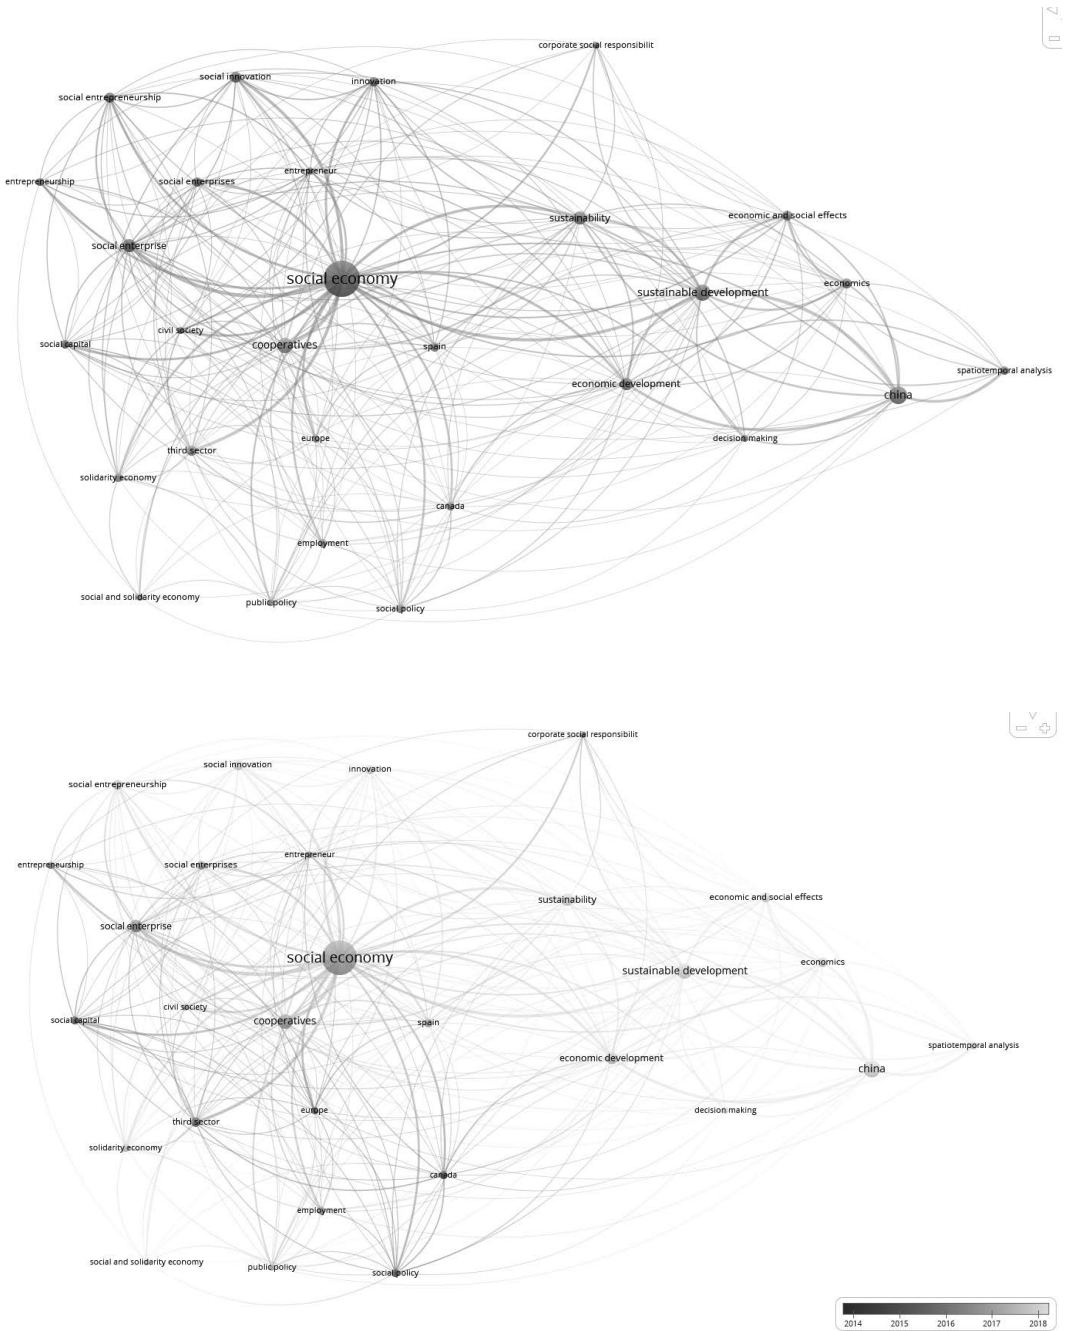 corporate social responsibilit
social innovation
innovation
social entrepreneurship
entrepreneur
entrepreneurship
social enterprises
sustainability
economic and social effects
social enterprise
social economy
economics
sustainable development
civil society
social capital
cooperatives
spain
spatiotemporal analysis
economic development
china
europe
decision making
third sector
solidarity economy
canada
employment
social and solidarity economy
public policy
social policy
corporate social responsibilit
social innovation
innovation
social entrepreneurship
entrepreneur
entrepreneurship
social enterprises
sustainability
economic and social effects
social enterprise
social economy
economics
sustainable development
civil society
social capital
cooperatives
spain
spatiotemporal analysis
economic development
china
europe
decision making
third sector
solidarity economy
canada
employment
social and solidarity economy
public policy
social policy
2014 2015 2016 2017 2018